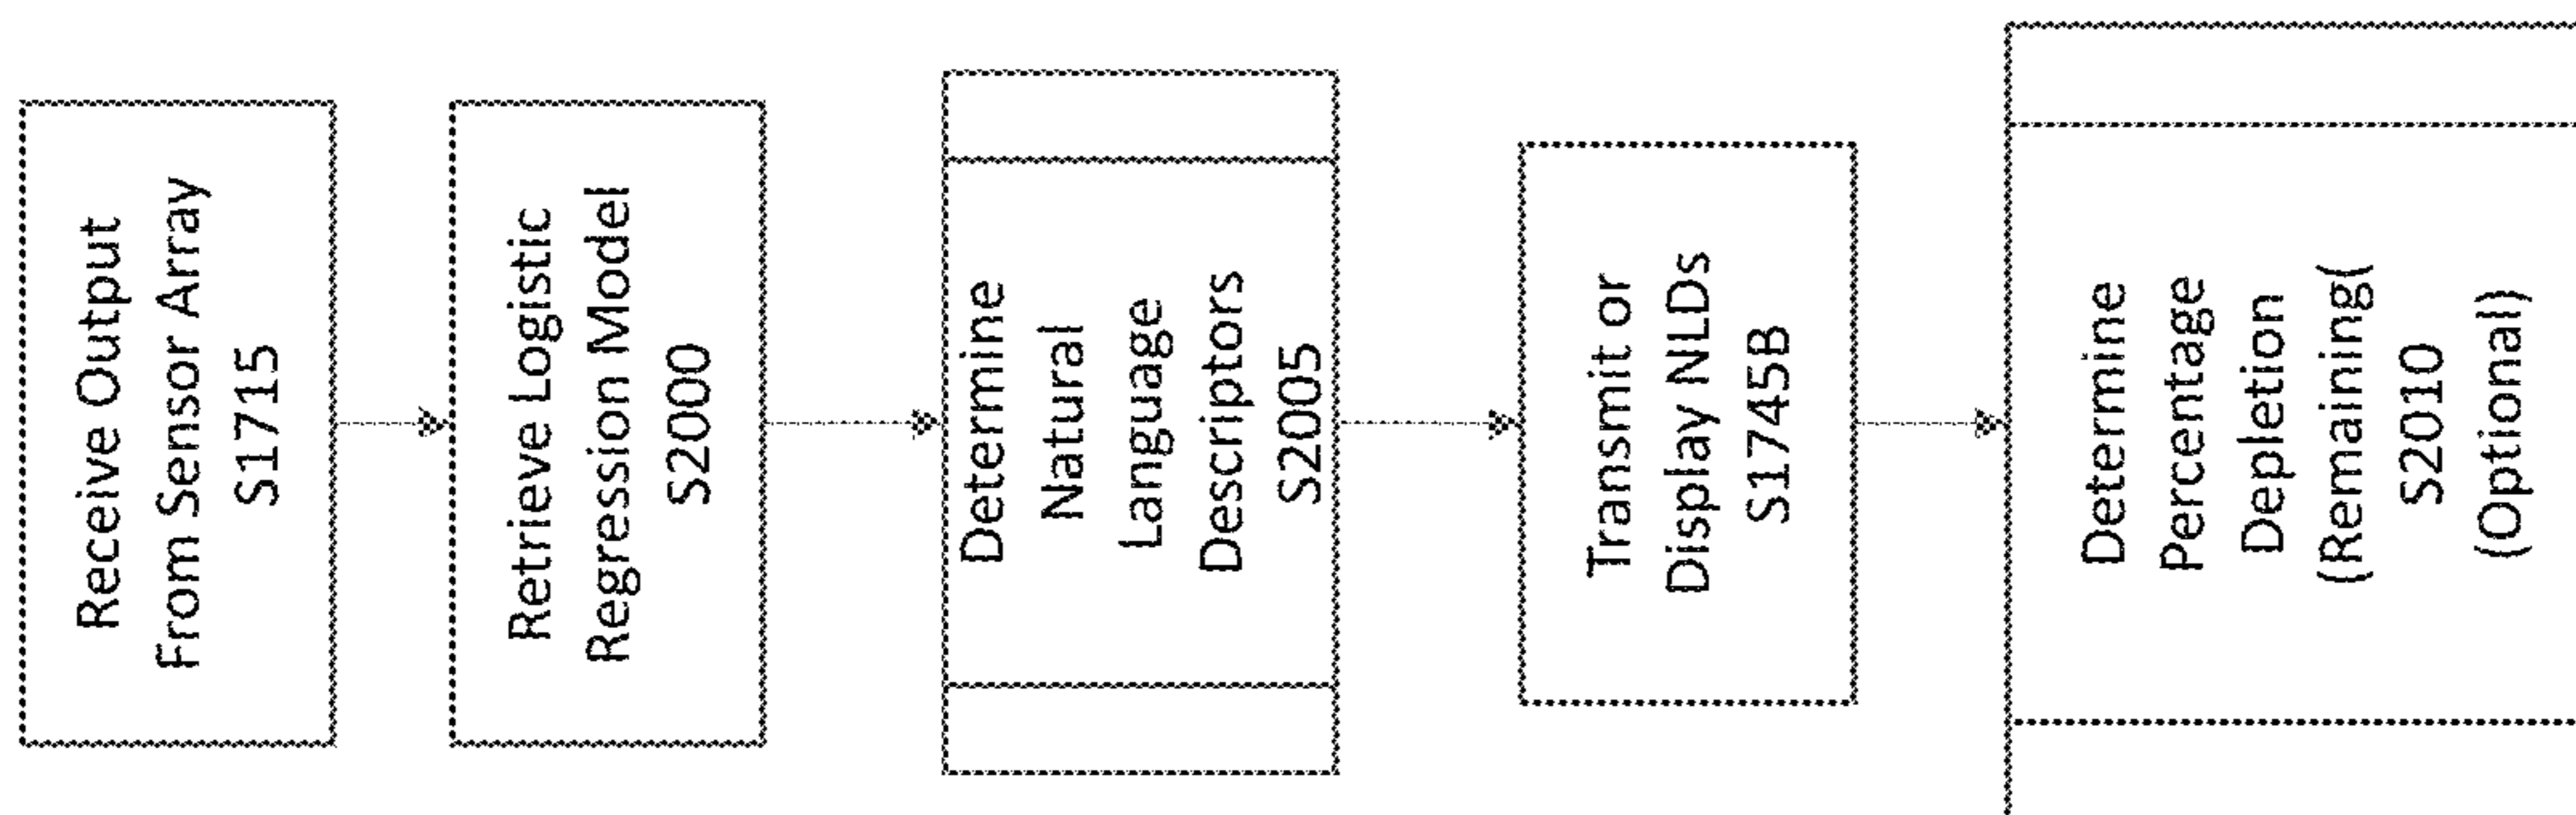 Receive Output
From Sensor Array
S1715
Retrieve Logistic
Regression Model
S2000
Determine
Natural
Language
Descriptors
S2005
Transmit or
Display NLDs
S1745B
Determine
Percentage
Depletion
(Remaining(
S2010
(Optional)